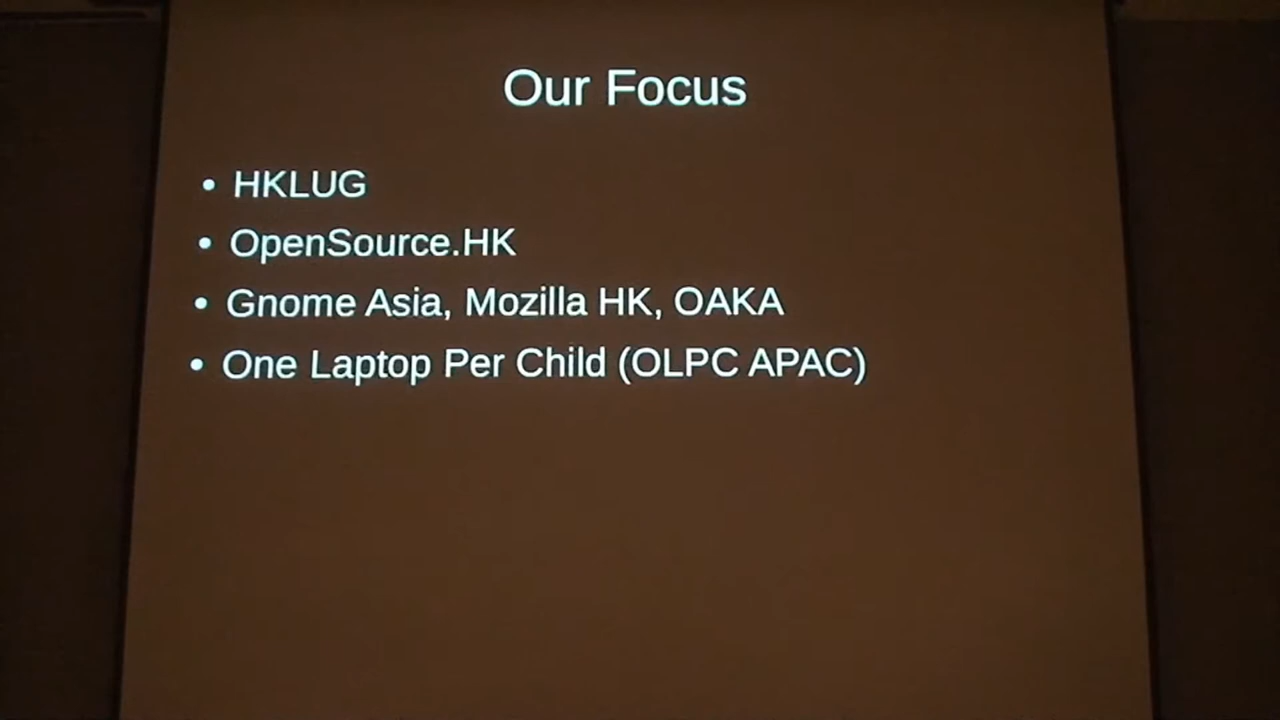 Our Focus
• HKLUG
• OpenSource.HK
• Gnome Asia, Mozilla HK, OAKA
• One Laptop Per Child (OLPC APAC)